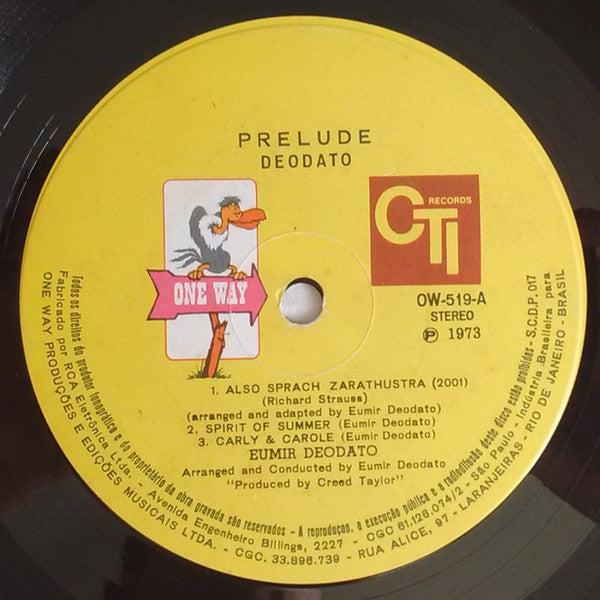 PRELUDE
DEODATO
ONE WAY
CTI
RECORDS
OW-519-A
STEREO
Ⓟ 1973
1. ALSO SPRACH ZARATHUSTRA (2001)
(Richard Strauss)
(arranged and adapted by Eumir Deodato)
2. SPIRIT OF SUMMER (Eumir Deodato)
3. CARLY & CAROLE (Eumir Deodato)
EUMIR DEODATO
Arranged and Conducted by Eumir Deodato
"Produced by Creed Taylor"
Todos os direitos do produtor fonográfico e do proprietário da obra gravada são reservados - A reprodução, a execução pública e a radiodifusão deste disco estão proibidas - S.C.D.P. 017
Fabricado por RCA Eletrônica Ltda. - Avenida Engenheiro Billings, 2227 - CGC 61.126.074/2 - São Paulo - Indústria Brasileira para
ONE WAY PRODUÇÕES E EDIÇÕES MUSICAIS LTDA. - CGC. 33.896.739 - RUA ALICE, 97 - LARANJEIRAS - RIO DE JANEIRO - BRASIL